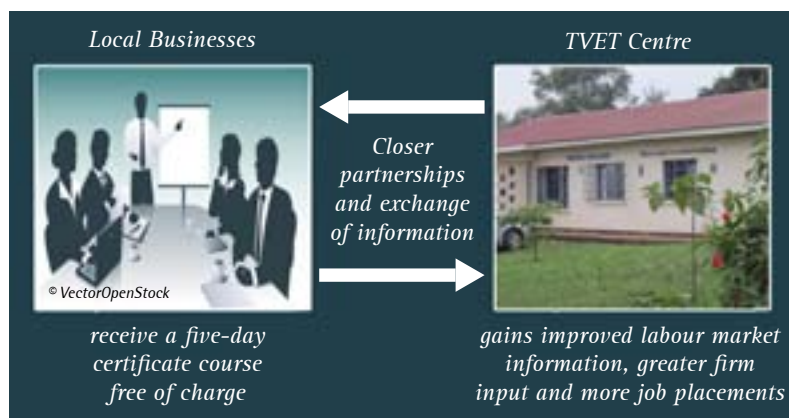 Local Businesses
TVET Centre
Closer
partnerships
and exchange
of information
© VectorOpenStock
receive a five-day
certificate course
free of charge
gains improved labour market
information, greater firm
input and more job placements